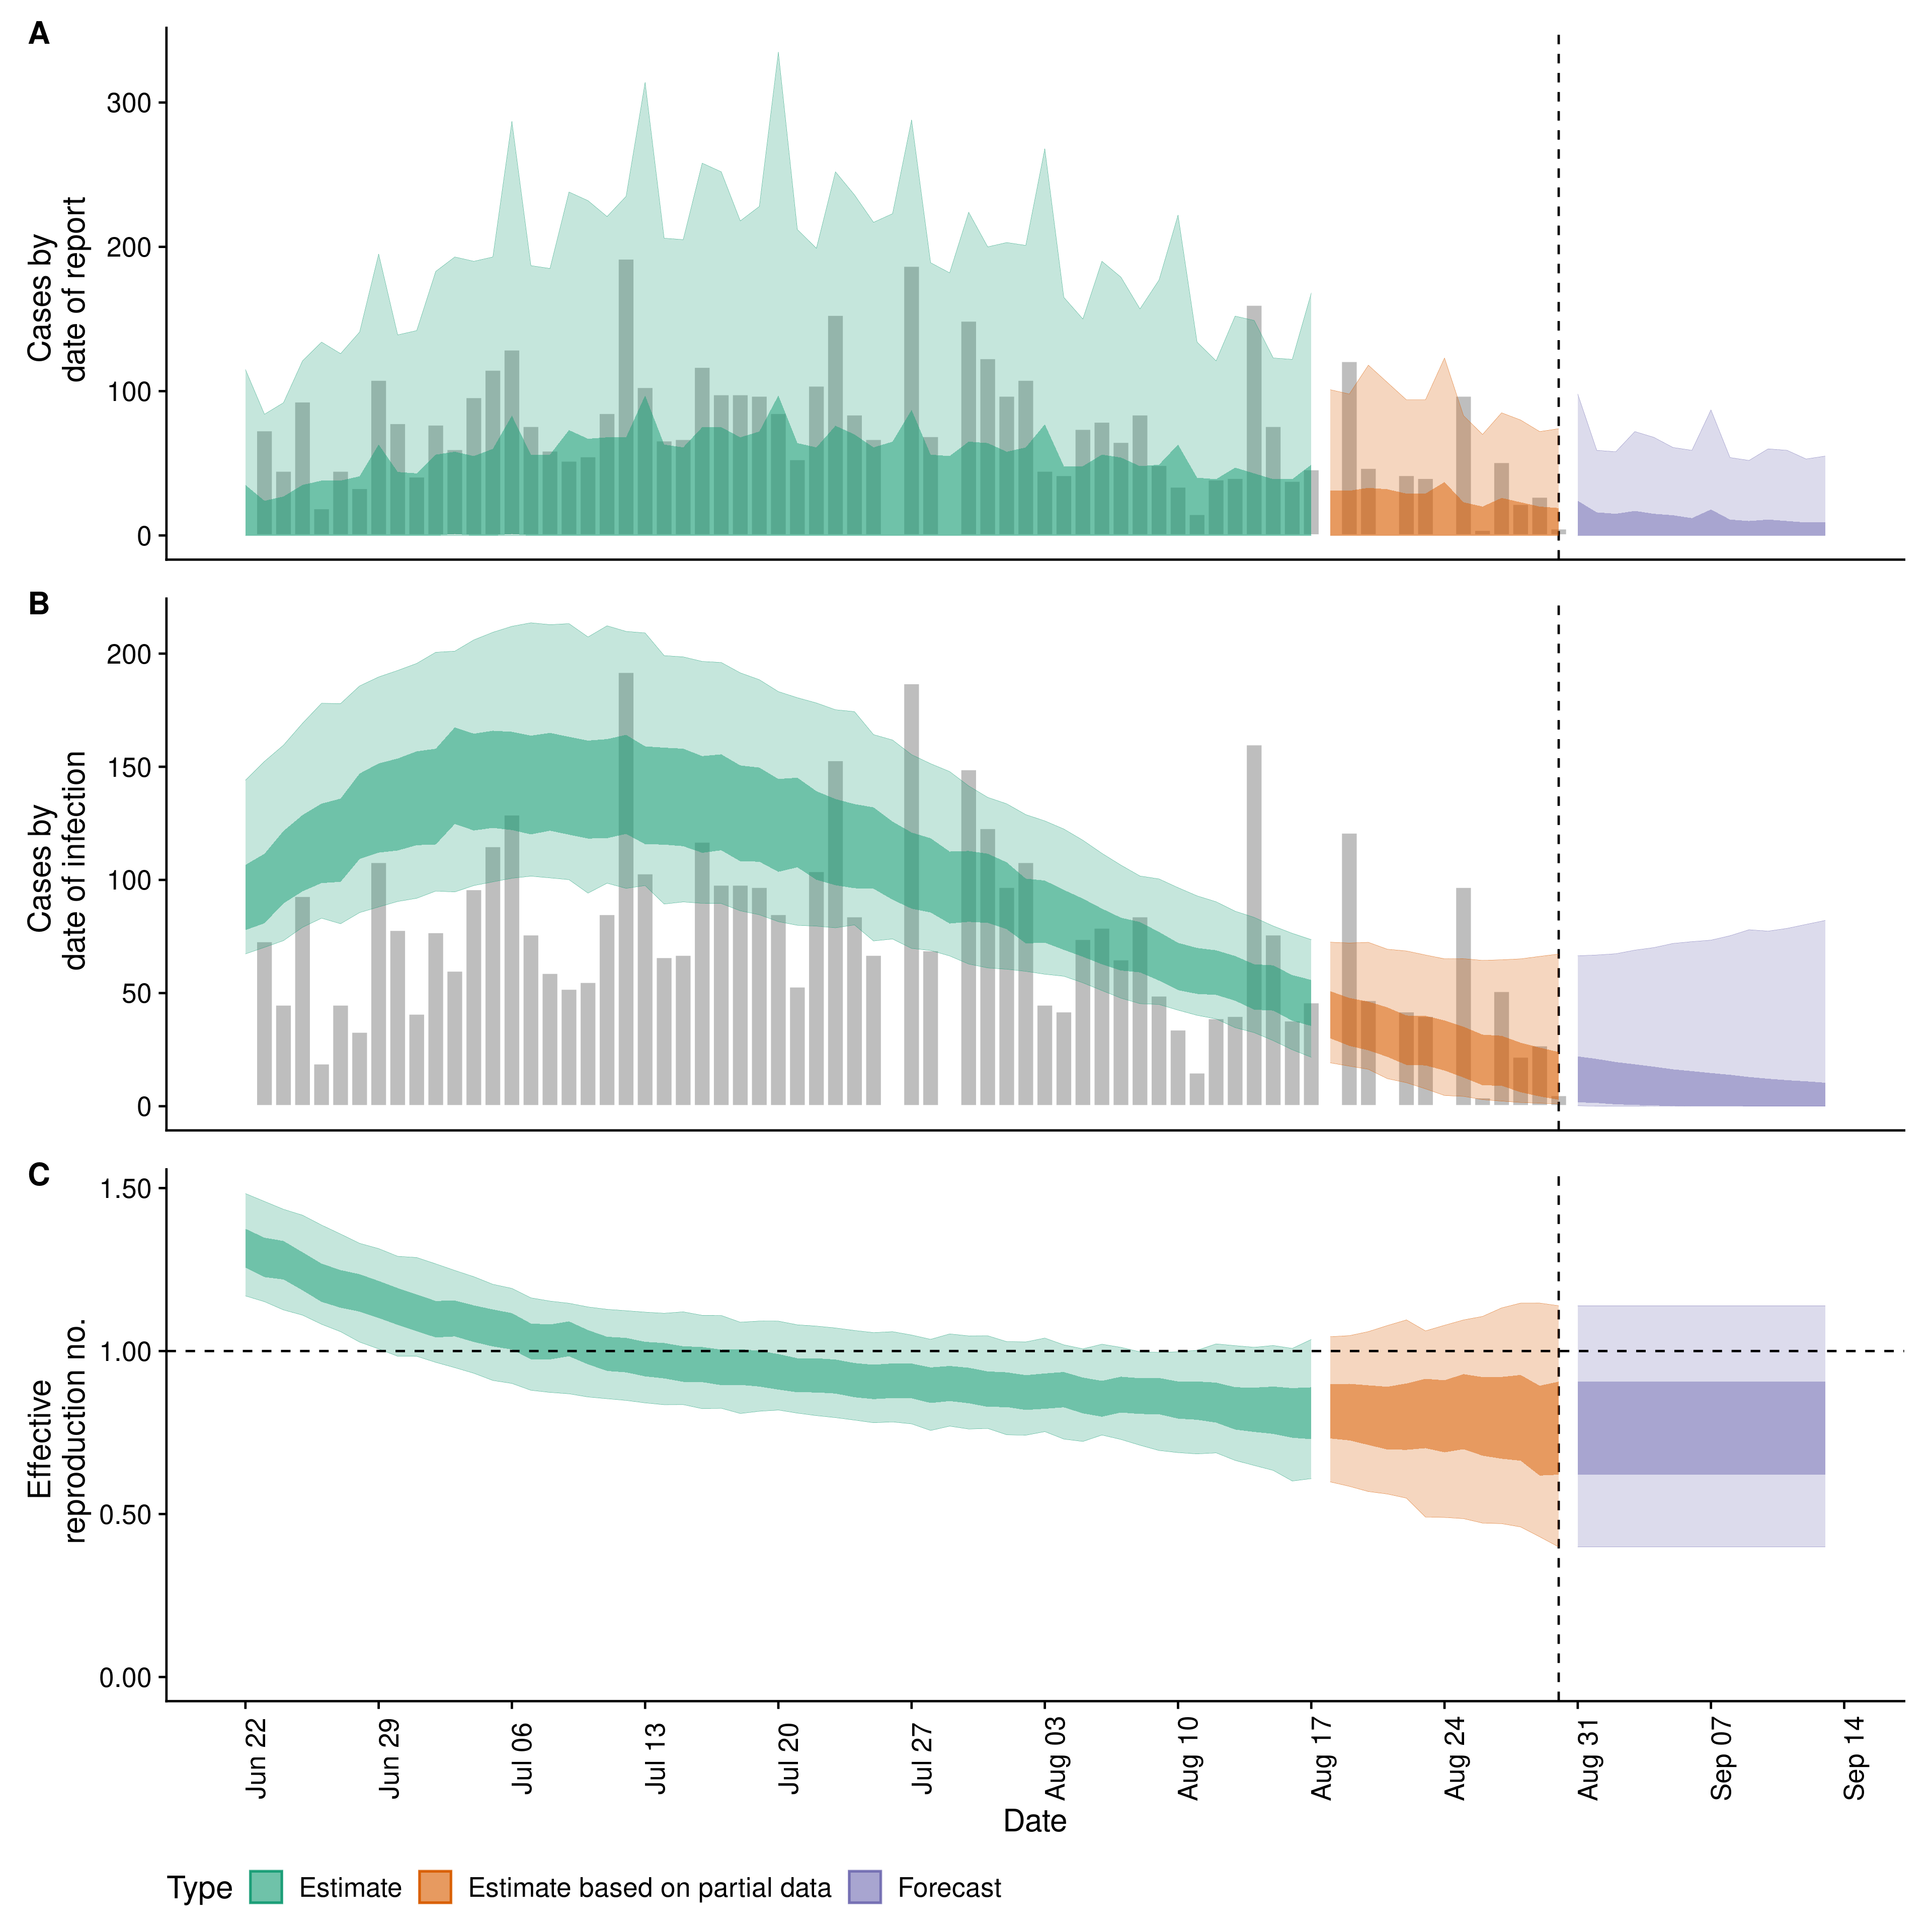 A
Cases by
date of report
300
200
100
0
B
Cases by
date of infection
200
150
100
50
0
C
Effective
reproduction no.
1.50
1.00
0.50
0.00
Jun 22
Jun 29
Jul 06
Jul 13
Jul 20
Jul 27
Aug 03
Aug 10
Aug 17
Aug 24
Aug 31
Sep 07
Sep 14
Date
Type Estimate Estimate based on partial data Forecast